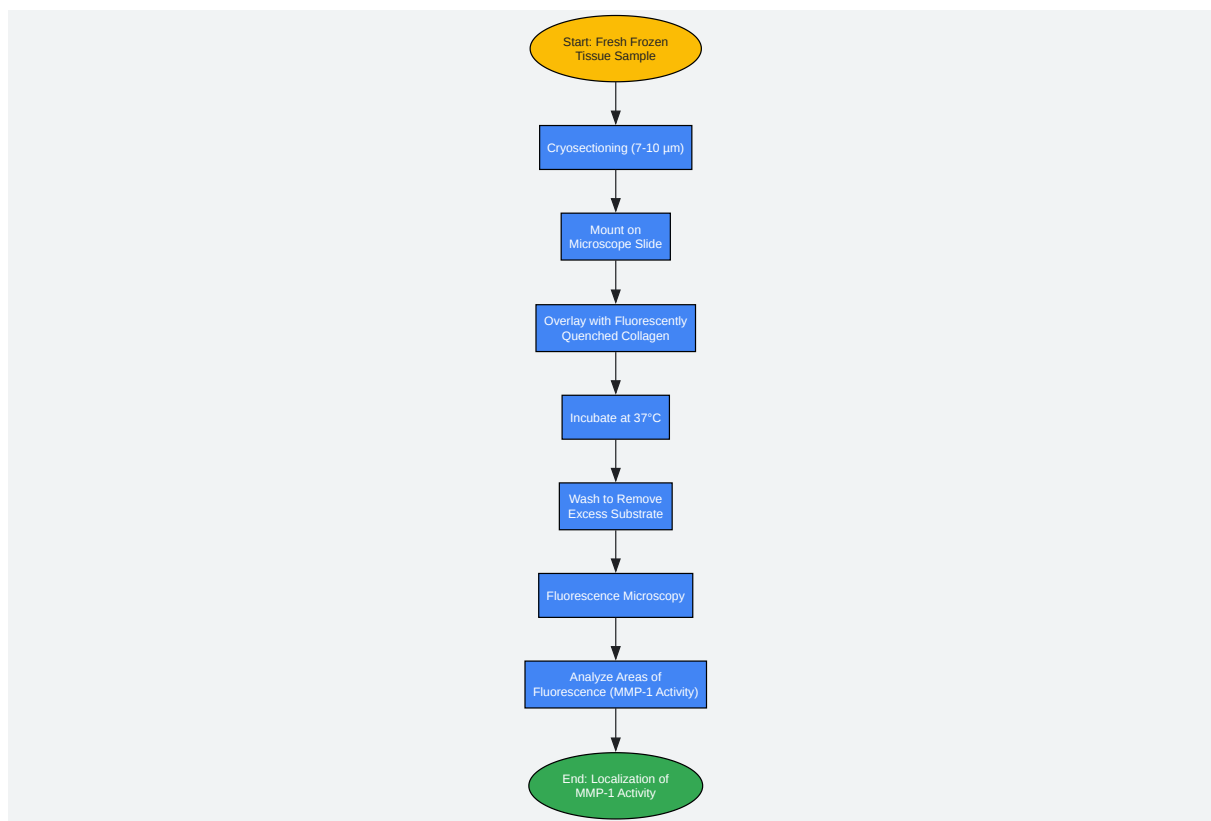 Start: Fresh Frozen
Tissue Sample
Cryosectioning (7-10 µm)
Mount on
Microscope Slide
Overlay with Fluorescently
Quenched Collagen
Incubate at 37°C
Wash to Remove
Excess Substrate
Fluorescence Microscopy
Analyze Areas of
Fluorescence (MMP-1 Activity)
End: Localization of
MMP-1 Activity